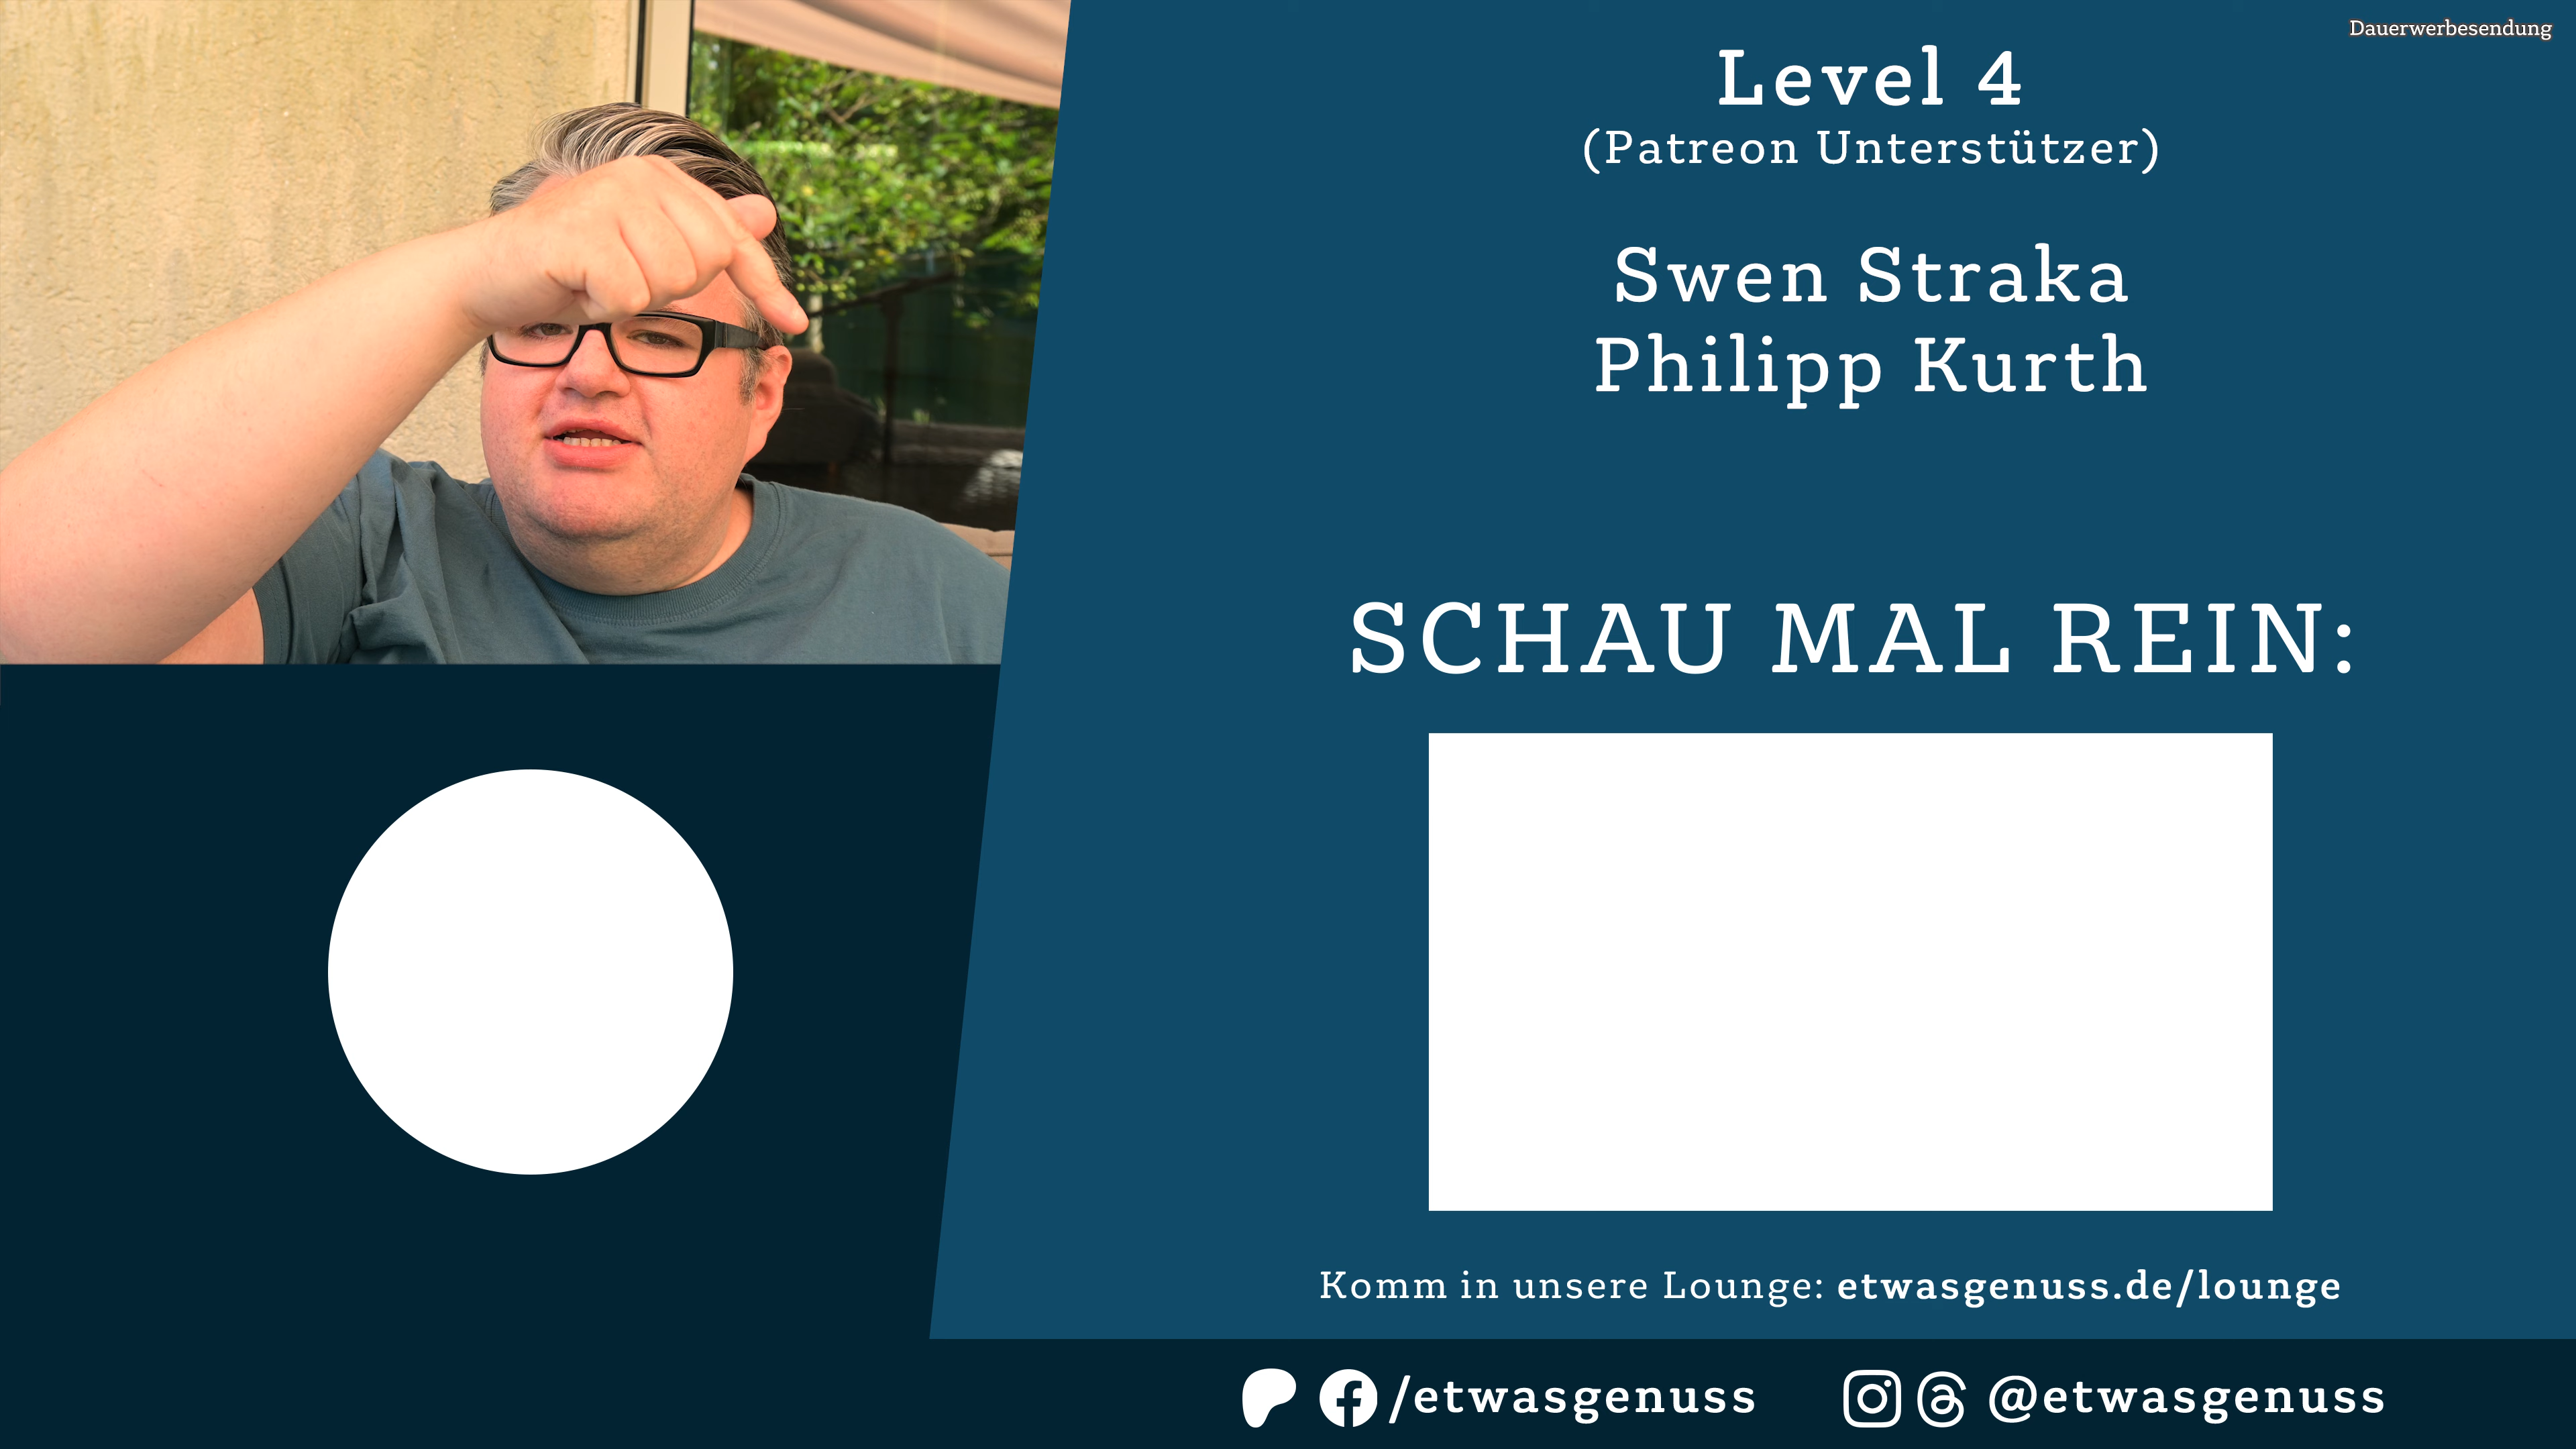 Dauerwerbesendung
Level 4
(Patreon Unterstützer)
Swen Straka
Philipp Kurth
SCHAU MAL REIN:
Komm in unsere Lounge: etwasgenuss.de/lounge
/etwasgenuss @etwasgenuss